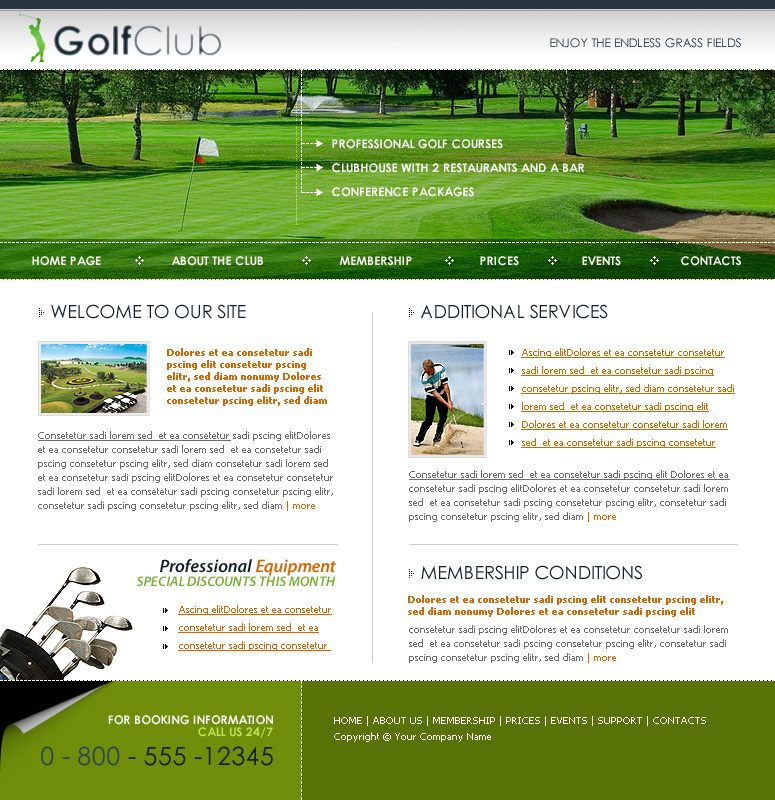 GolfClub
ENJOY THE ENDLESS GRASS FIELDS
PROFESSIONAL GOLF COURSES
CLUBHOUSE WITH 2 RESTAURANTS AND A BAR
CONFERENCE PACKAGES
HOME PAGE
ABOUT THE CLUB
MEMBERSHIP
PRICES
EVENTS
CONTACTS
WELCOME TO OUR SITE
Dolores et ea consetetur sadi
pscing elit consetetur pscing
elitr, sed diam nonumy Dolores
et ea consetetur sadi pscing elit
consetetur pscing elitr, sed diam
Consetetur sadi lorem sed et ea consetetur sadi pscing elitDolores
et ea consetetur consetetur sadi lorem sed et ea consetetur sadi
pscing consetetur pscing elitr, sed diam consetetur sadi lorem sed
et ea consetetur sadi pscing elitDolores et ea consetetur consetetur
sadi lorem sed et ea consetetur sadi pscing consetetur pscing elitr,
consetetur sadi pscing consetetur pscing elitr, sed diam | more
Professional Equipment
SPECIAL DISCOUNTS THIS MONTH
Ascing elitDolores et ea consetetur
consetetur sadi lorem sed et ea
consetetur sadi pscing consetetur
ADDITIONAL SERVICES
Ascing elitDolores et ea consetetur consetetur
sadi lorem sed et ea consetetur sadi pscing
consetetur pscing elitr, sed diam consetetur sadi
lorem sed et ea consetetur sadi pscing elit
Dolores et ea consetetur consetetur sadi lorem
sed et ea consetetur sadi pscing consetetur
Consetetur sadi lorem sed et ea consetetur sadi pscing elit Dolores et ea
consetetur sadi pscing elitDolores et ea consetetur consetetur sadi lorem
sed et ea consetetur sadi pscing consetetur pscing elitr, consetetur sadi
pscing consetetur pscing elitr, sed diam | more
MEMBERSHIP CONDITIONS
Dolores et ea consetetur sadi pscing elit consetetur pscing elitr,
sed diam nonumy Dolores et ea consetetur sadi pscing elit
consetetur sadi pscing elitDolores et ea consetetur consetetur sadi lorem
sed et ea consetetur sadi pscing consetetur pscing elitr, consetetur sadi
pscing consetetur pscing elitr, sed diam | more
FOR BOOKING INFORMATION
CALL US 24/7
0 - 800 - 555 -12345
HOME | ABOUT US | MEMBERSHIP | PRICES | EVENTS | SUPPORT | CONTACTS
Copyright © Your Company Name